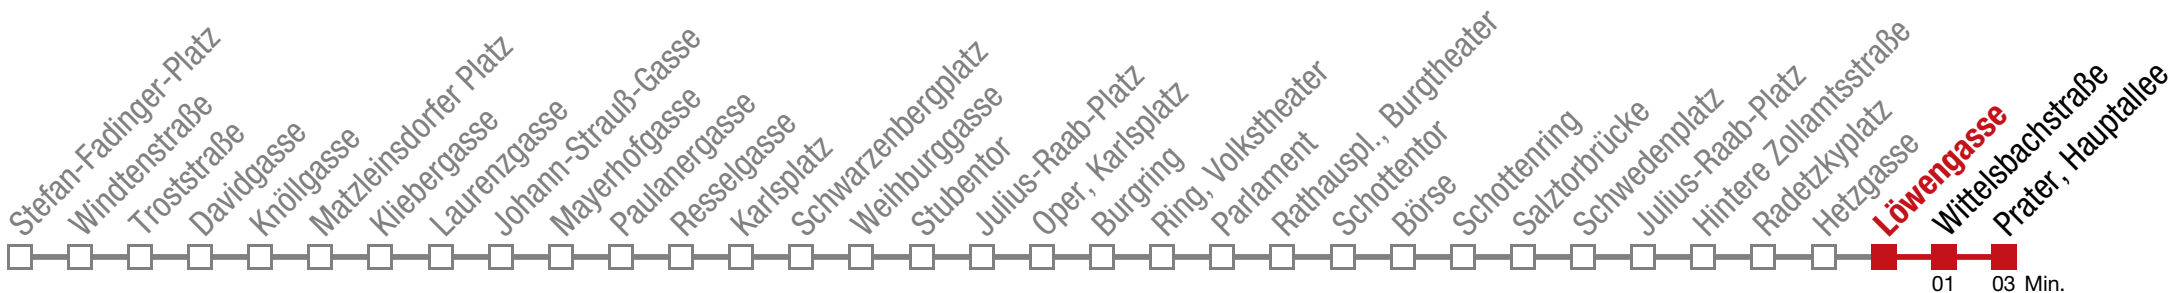 Stefan-Fadinger-Platz
Windtenstraße
Troststraße
Davidgasse
Knöllgasse
Matzleinsdorfer Platz
Kliebergasse
Laurenzgasse
Johann-Strauß-Gasse
Mayerhofgasse
Paulanergasse
Resselgasse
Karlsplatz
Schwarzenbergplatz
Weihburggasse
Stubentor
Julius-Raab-Platz
Oper, Karlsplatz
Burgring
Ring, Volkstheater
Parlament
Rathauspl., Burgtheater
Schottentor
Börse
Schottenring
Salztorbrücke
Schwedenplatz
Julius-Raab-Platz
Hintere Zollamtsstraße
Radetzkyplatz
Hetzgasse
Löwengasse
Wittelsbachstraße
Prater, Hauptallee
01 03 Min.